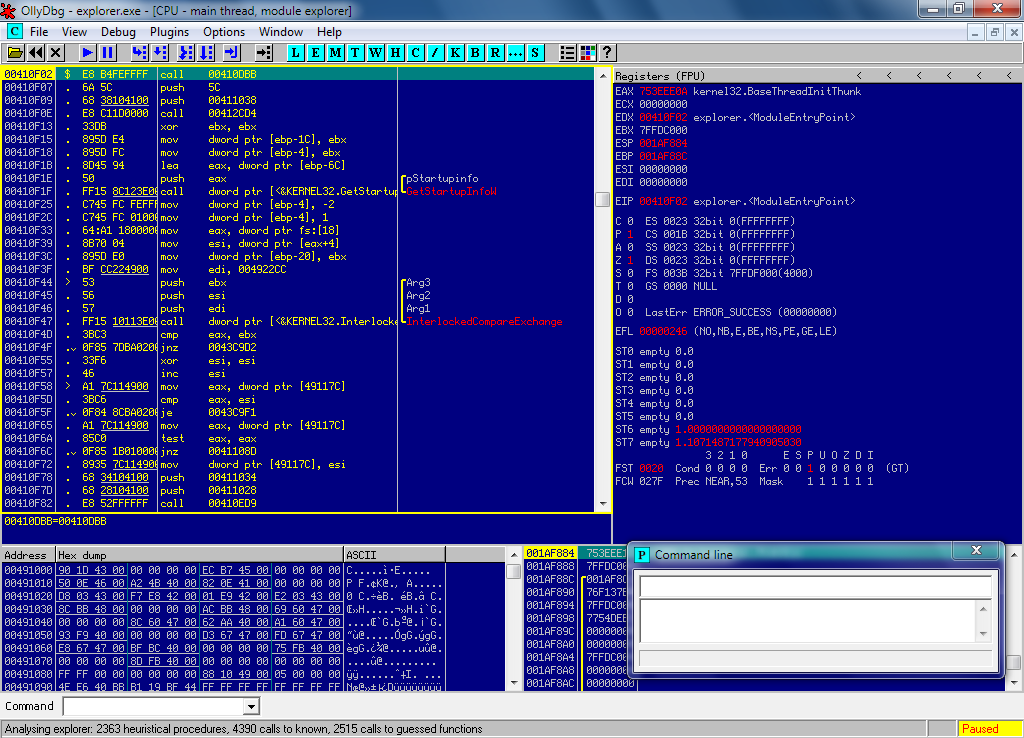 OllyDbg - explorer.exe - [CPU - main thread, module explorer]
C File View Debug Plugins Options Window Help
L E M T W H C / K B R ... S ?
00410F02 $ E8 B4FEFFFF call 00410DBB
00410F07 . 6A 5C push 5C
00410F09 . 68 38104100 push 00411038
00410F0E . E8 C11D0000 call 00412CD4
00410F13 . 33DB xor ebx, ebx
00410F15 . 895D E4 mov dword ptr [ebp-1C], ebx
00410F18 . 895D FC mov dword ptr [ebp-4], ebx
00410F1B . 8D45 94 lea eax, dword ptr [ebp-6C]
00410F1E . 50 push eax pStartupinfo
00410F1F . FF15 8C123E00 call dword ptr [<&KERNEL32.GetStartup GetStartupInfoW
00410F25 . C745 FC FEFFF mov dword ptr [ebp-4], -2
00410F2C . C745 FC 01000 mov dword ptr [ebp-4], 1
00410F33 . 64:A1 1800000 mov eax, dword ptr fs:[18]
00410F39 . 8B70 04 mov esi, dword ptr [eax+4]
00410F3C . 895D E0 mov dword ptr [ebp-20], ebx
00410F3F . BF CC224900 mov edi, 004922CC
00410F44 > 53 push ebx Arg3
00410F45 . 56 push esi Arg2
00410F46 . 57 push edi Arg1
00410F47 . FF15 10113E00 call dword ptr [<&KERNEL32.Interlocke InterlockedCompareExchange
00410F4D . 3BC3 cmp eax, ebx
00410F4F .v 0F85 7DBA0200 jnz 0043C9D2
00410F55 . 33F6 xor esi, esi
00410F57 . 46 inc esi
00410F58 > A1 7C114900 mov eax, dword ptr [49117C]
00410F5D . 3BC6 cmp eax, esi
00410F5F .v 0F84 8CBA0200 je 0043C9F1
00410F65 . A1 7C114900 mov eax, dword ptr [49117C]
00410F6A . 85C0 test eax, eax
00410F6C .v 0F85 1B010000 jnz 0041108D
00410F72 . 8935 7C114900 mov dword ptr [49117C], esi
00410F78 . 68 34104100 push 00411034
00410F7D . 68 28104100 push 00411028
00410F82 . E8 52FFFFFF call 00410ED9
00410DBB=00410DBB
Registers (FPU) < < < < < <
EAX 753EEE0A kernel32.BaseThreadInitThunk
ECX 00000000
EDX 00410F02 explorer.<ModuleEntryPoint>
EBX 7FFDC000
ESP 001AF884
EBP 001AF88C
ESI 00000000
EDI 00000000
EIP 00410F02 explorer.<ModuleEntryPoint>
C 0 ES 0023 32bit 0(FFFFFFFF)
P 1 CS 001B 32bit 0(FFFFFFFF)
A 0 SS 0023 32bit 0(FFFFFFFF)
Z 1 DS 0023 32bit 0(FFFFFFFF)
S 0 FS 003B 32bit 7FFDF000(4000)
T 0 GS 0000 NULL
D 0
O 0 LastErr ERROR_SUCCESS (00000000)
EFL 00000246 (NO,NB,E,BE,NS,PE,GE,LE)
ST0 empty 0.0
ST1 empty 0.0
ST2 empty 0.0
ST3 empty 0.0
ST4 empty 0.0
ST5 empty 0.0
ST6 empty 1.0000000000000000000
ST7 empty 1.1071487177940905030
3 2 1 0 E S P U O Z D I
FST 0020 Cond 0 0 0 0 Err 0 0 1 0 0 0 0 0 (GT)
FCW 027F Prec NEAR,53 Mask 1 1 1 1 1 1
Address Hex dump ASCII
00491000 90 1D 43 00 00 00 00 00 EC B7 45 00 00 00 00 00
00491010 50 0E 46 00 A2 4B 40 00 82 0E 41 00 00 00 00 00
00491020 D8 03 43 00 F7 E8 42 00 01 E9 42 00 E2 03 43 00
00491030 8C BB 48 00 00 00 00 00 AC BB 48 00 69 60 47 00
00491040 00 00 00 00 8C 60 47 00 62 AA 40 00 A1 60 47 00
00491050 93 F9 40 00 00 00 00 00 D3 67 47 00 FD 67 47 00
00491060 E8 67 47 00 BF BC 40 00 00 00 00 00 75 FB 40 00
00491070 00 00 00 00 8D FB 40 00 00 00 00 00 00 00 00 00
00491080 FF FF 00 00 00 00 00 00 88 10 49 00 05 00 00 00
00491090 4E E6 40 BB B1 19 BF 44 FF FF FF FF FF FF FF FF
001AF884 753EEE1
001AF888 7FFDC00
001AF88C 001AF8C
001AF890 76F137E
001AF894 7FFDC00
001AF898 7754DEE
001AF89C 0000000
001AF8A0 0000000
001AF8A4 7FFDC00
001AF8A8 0000000
001AF8AC 00000000
P Command line
Command
Analysing explorer: 2363 heuristical procedures, 4390 calls to known, 2515 calls to guessed functions
Paused